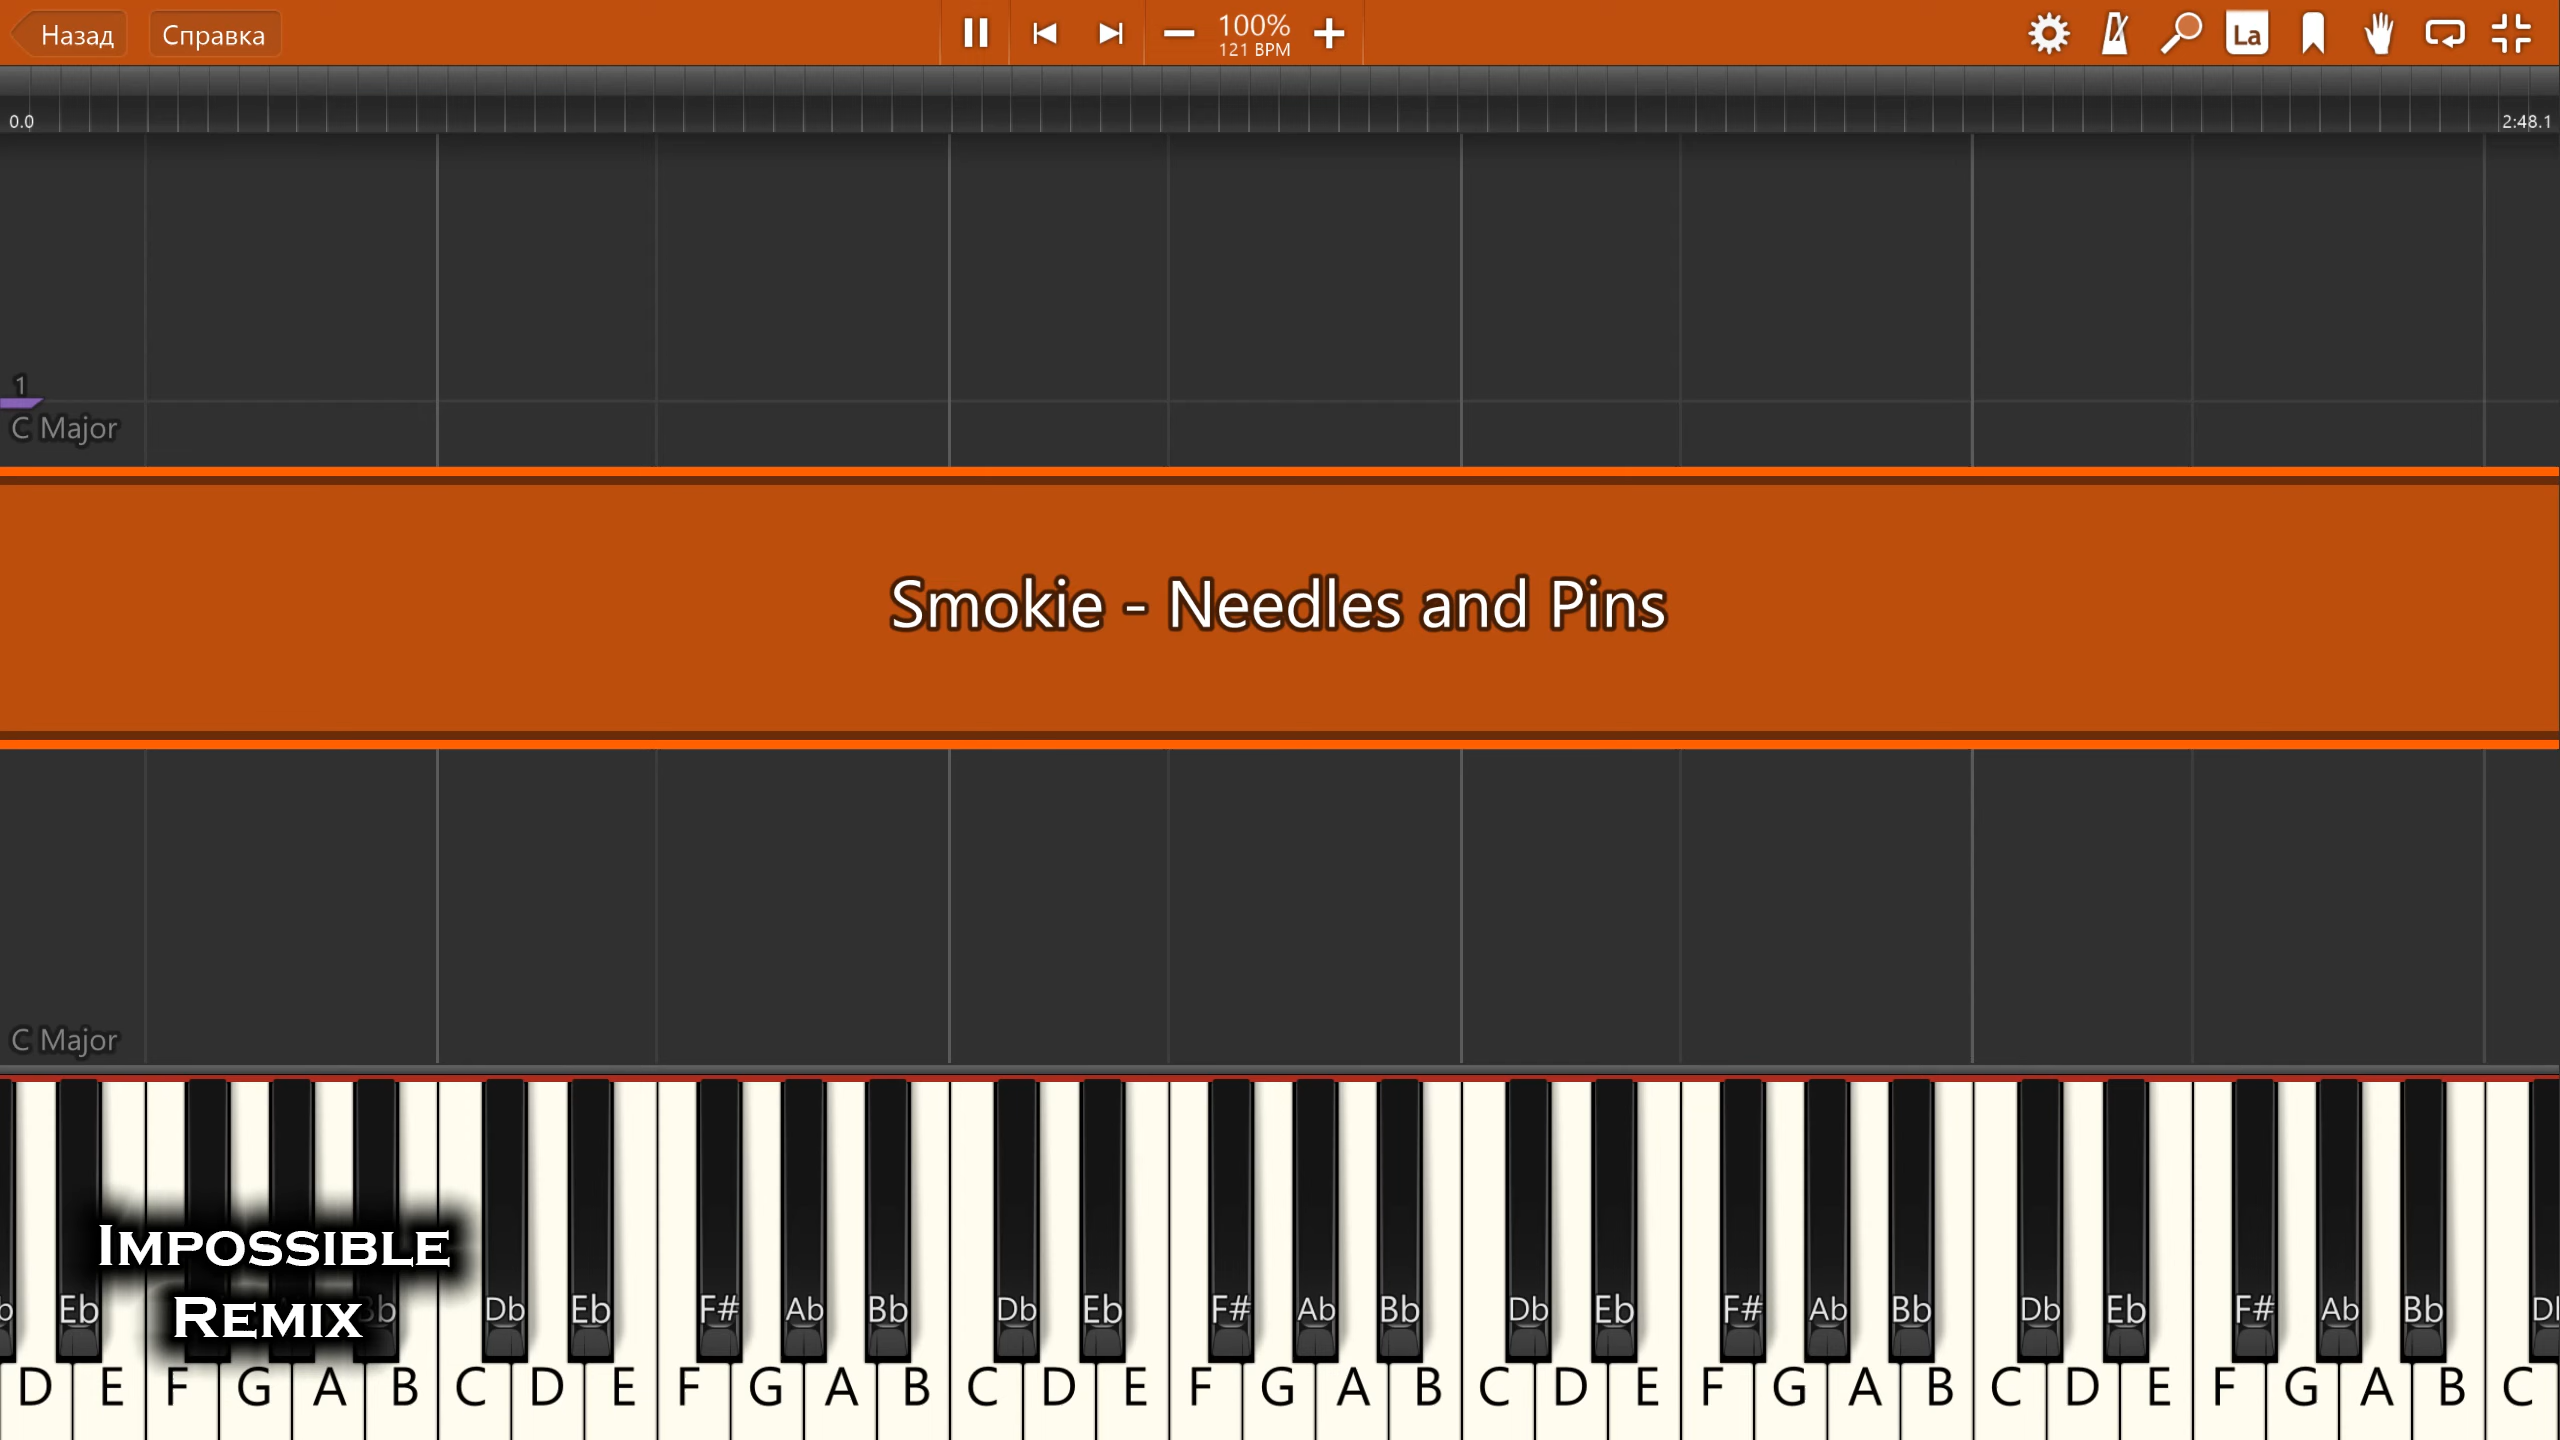 Назад Справка 100% La
121 BPM
0.0 2:48.1
1
C Major
Smokie - Needles and Pins
C Major
Impossible
Remix
b Eb Bb Db Eb F# Ab Bb Db Eb F# Ab Bb Db Eb F# Ab Bb Db Eb F# Ab Bb
D E F G A B C D E F G A B C D E F G A B C D E F G A B C D E F G A B C